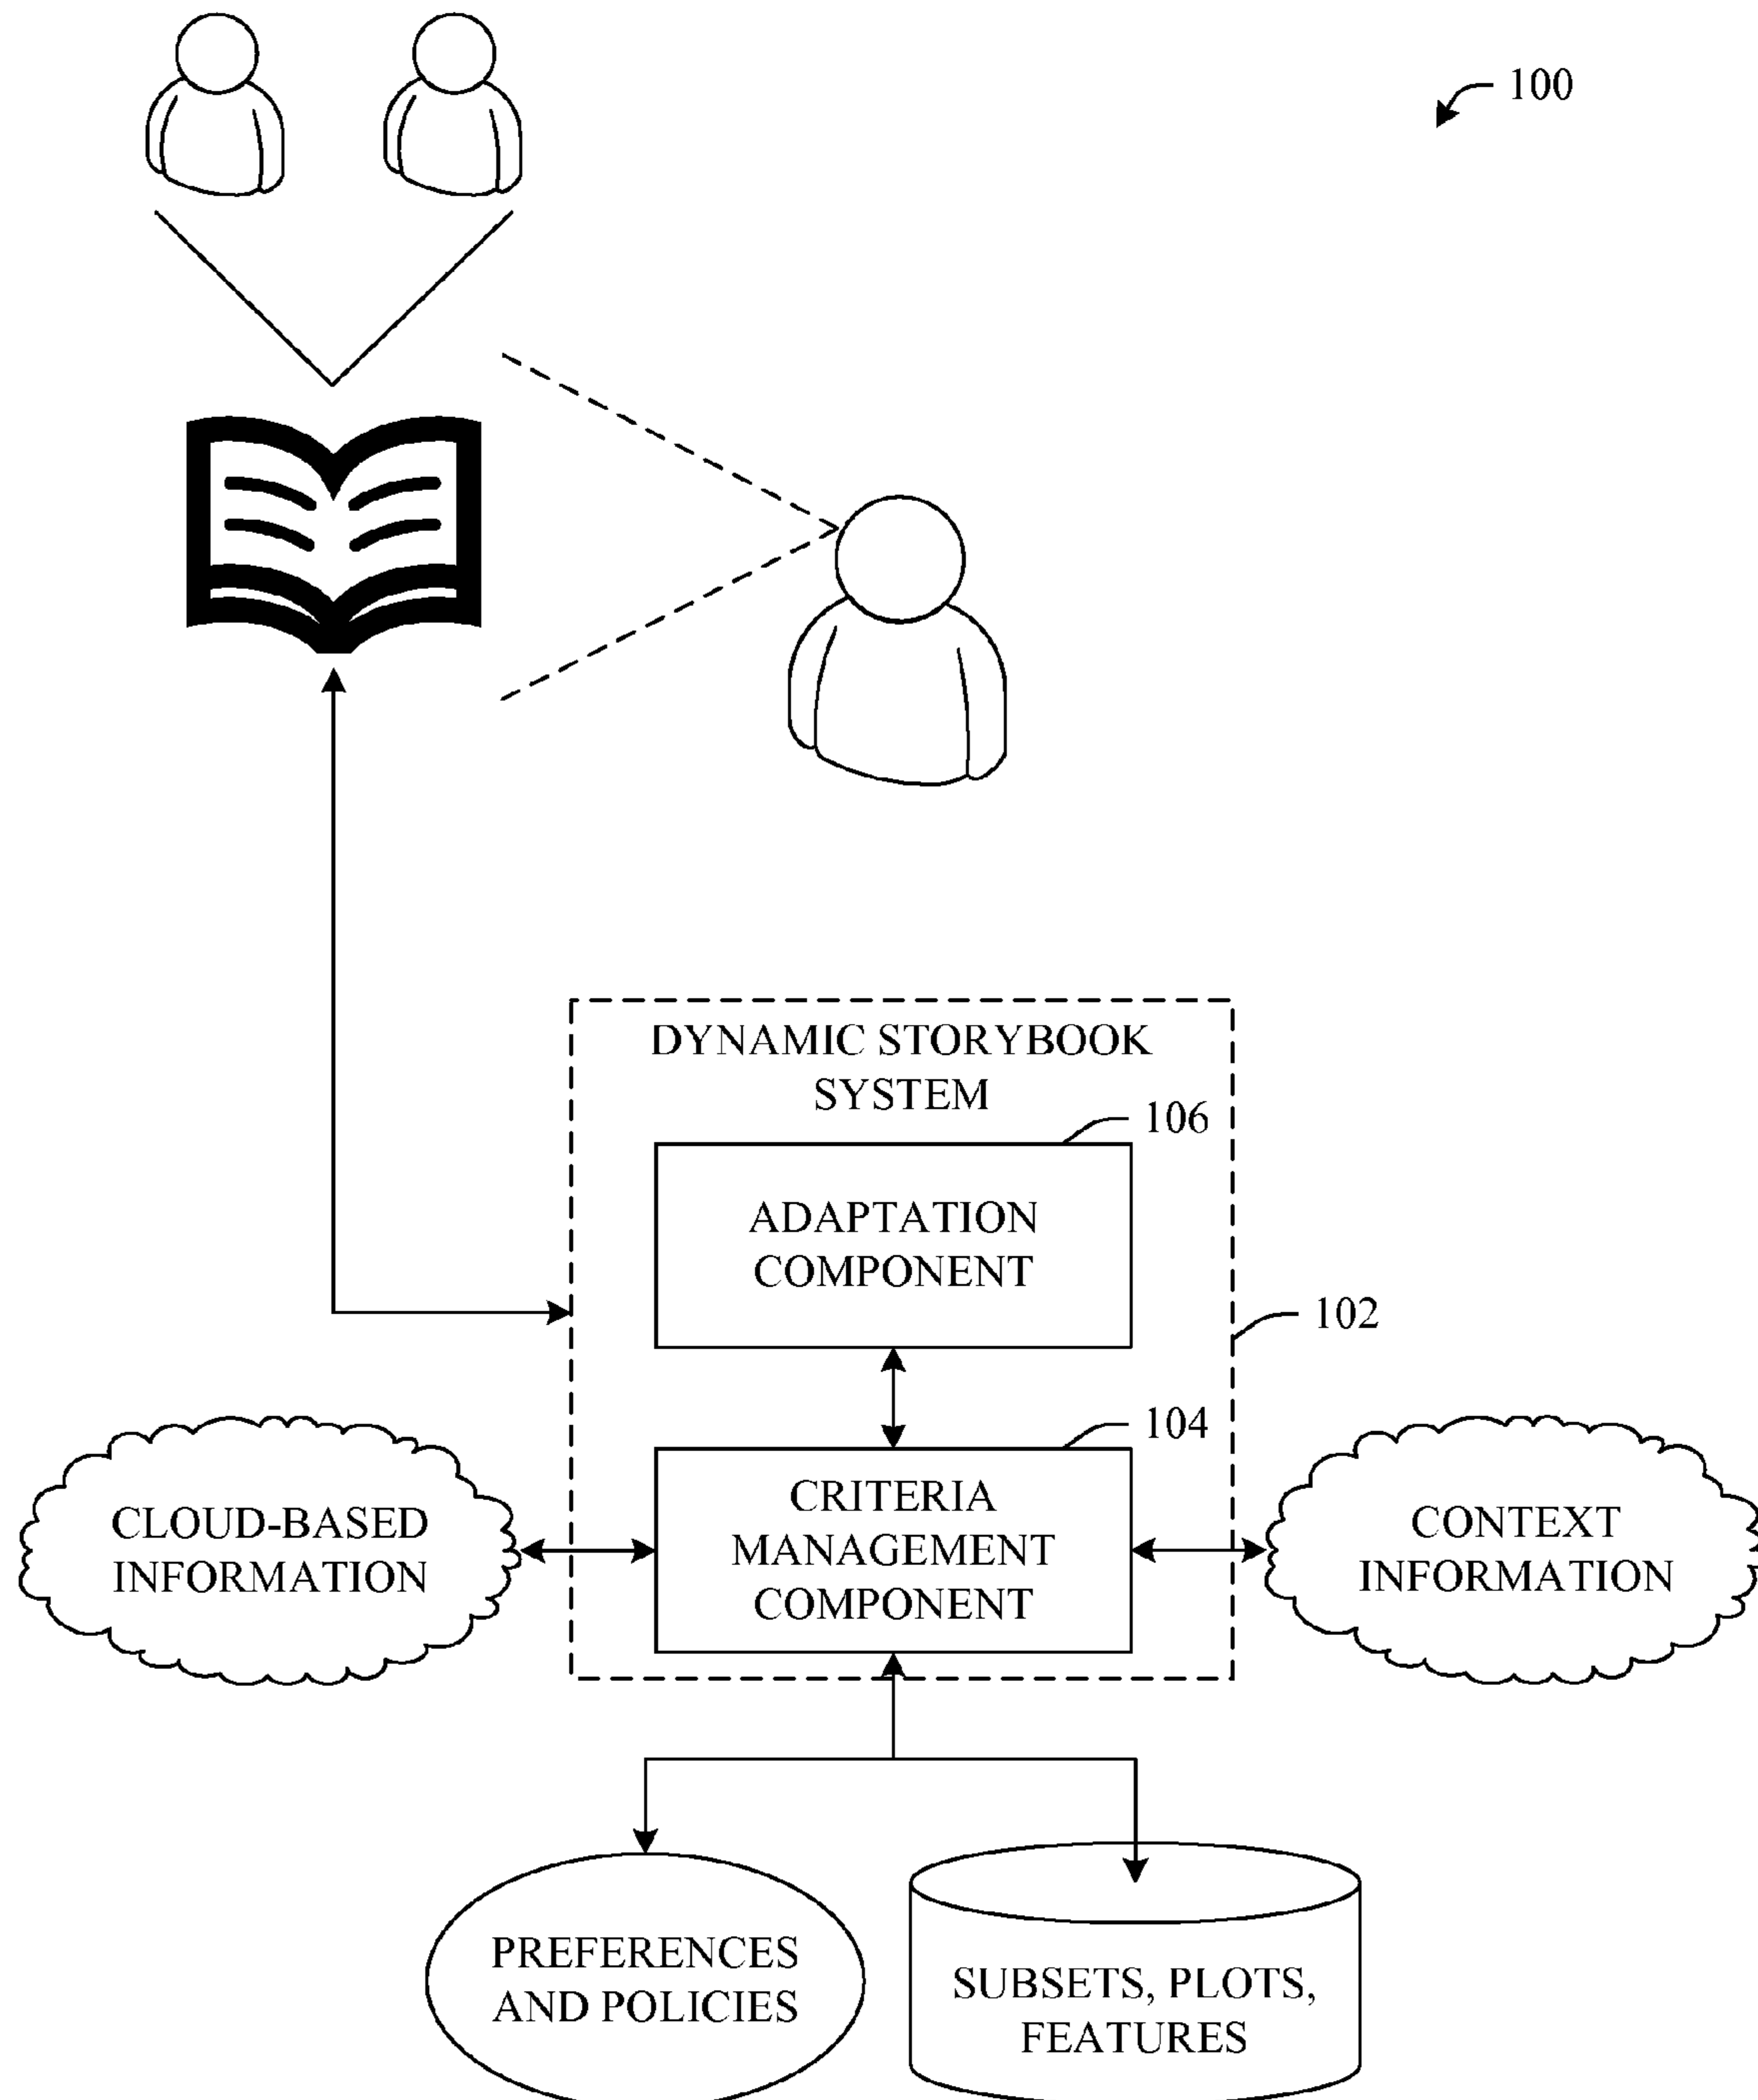 100
DYNAMIC STORYBOOK
SYSTEM
106
ADAPTATION
COMPONENT
102
104
CRITERIA
MANAGEMENT
COMPONENT
CLOUD-BASED
INFORMATION
CONTEXT
INFORMATION
PREFERENCES
AND POLICIES
SUBSETS, PLOTS,
FEATURES